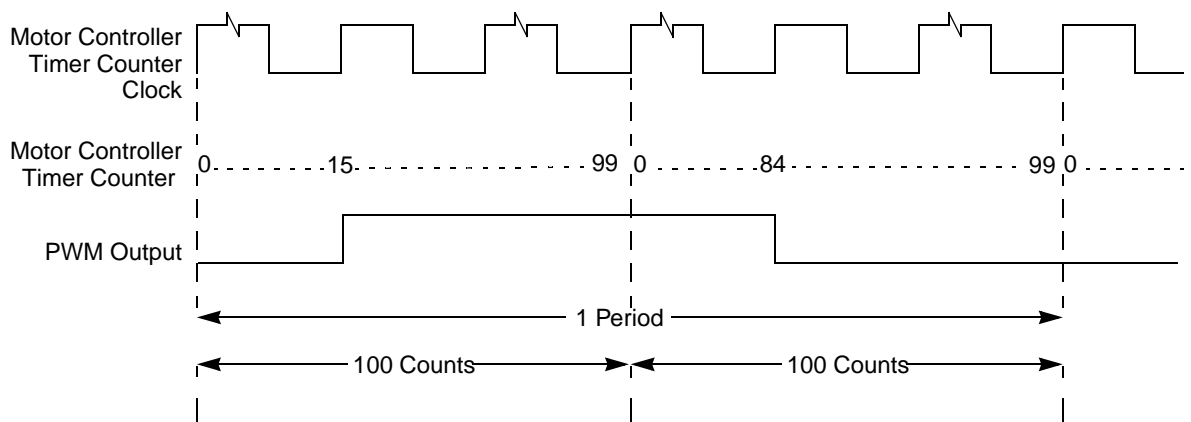 Motor Controller
Timer Counter
Clock
Motor Controller
Timer Counter
0 15 99 0 84 99 0
PWM Output
1 Period
100 Counts 100 Counts